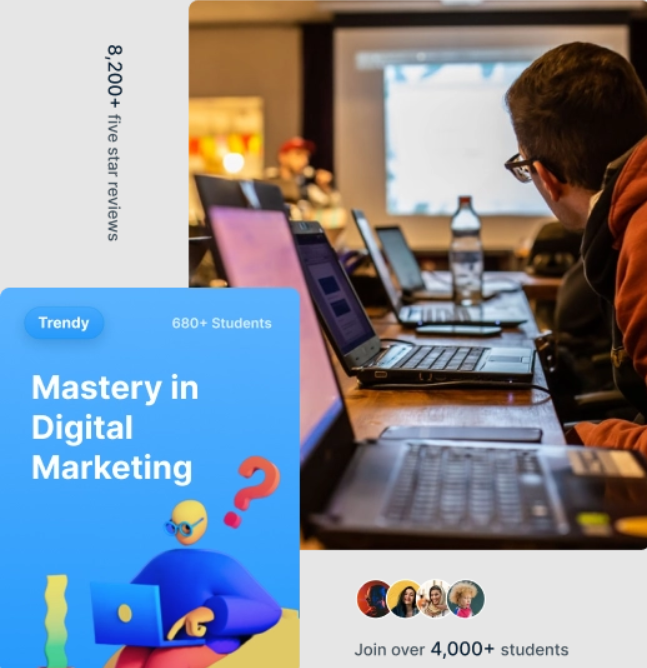 8,200+ five star reviews
Trendy
680+ Students
Mastery in
Digital
Marketing
Join over 4,000+ students